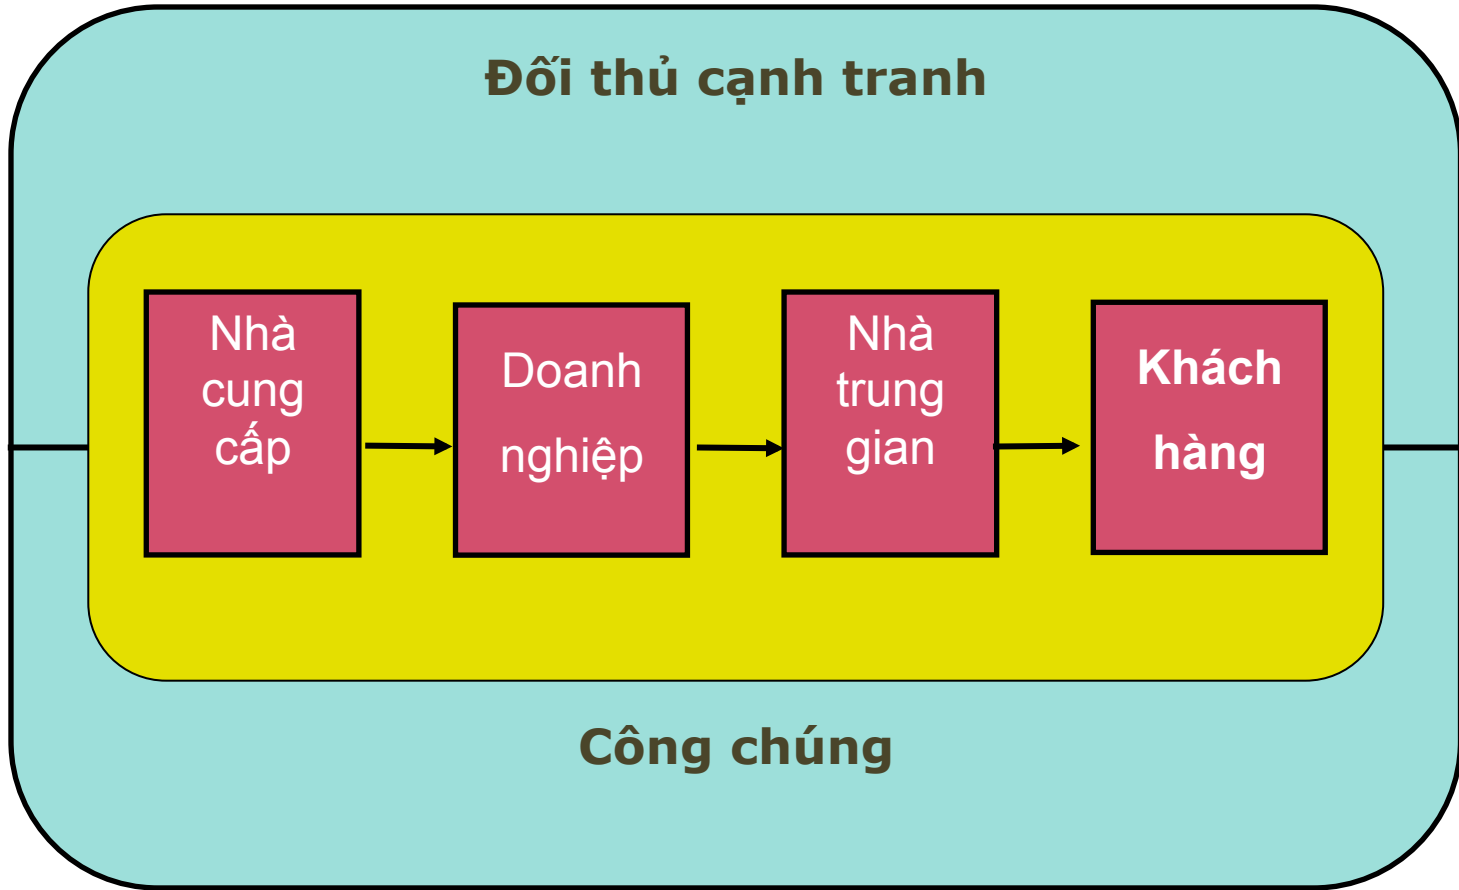 Đối thủ cạnh tranh
Nhà
cung
cấp
Doanh
nghiệp
Nhà
trung
gian
Khách
hàng
Công chúng